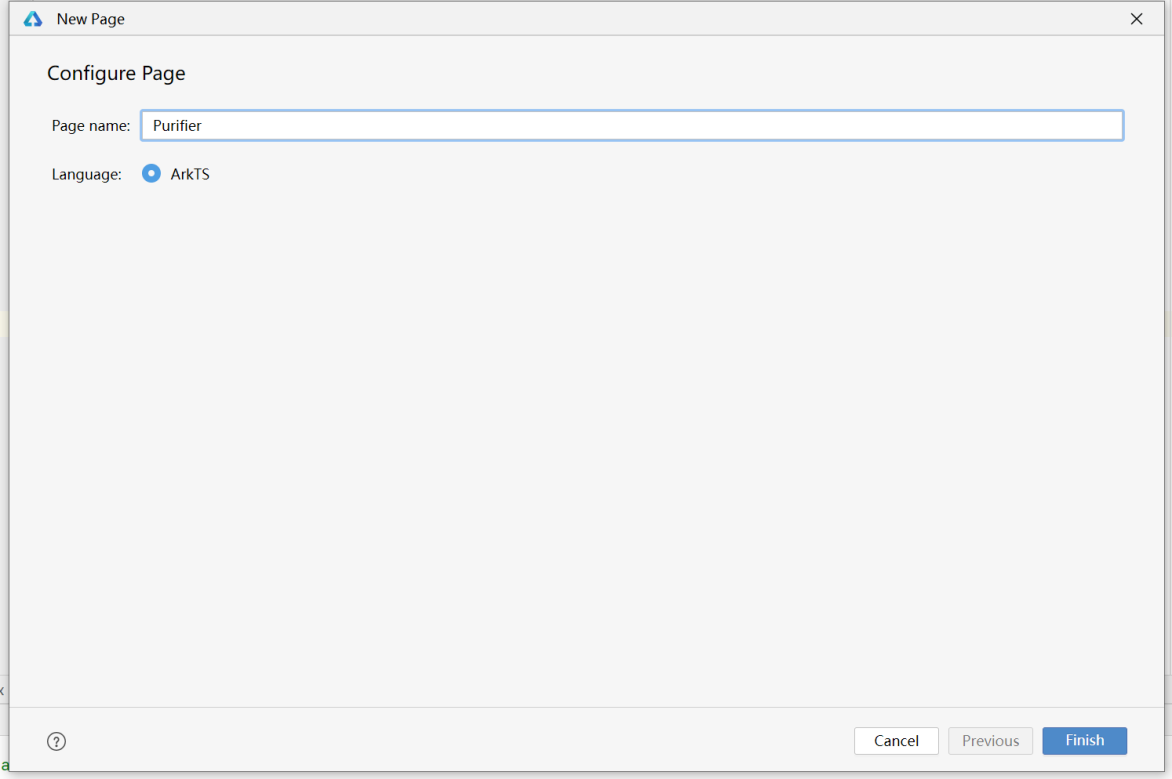 New Page
Configure Page
Page name: Purifier
Language: ArkTS
Cancel Previous Finish